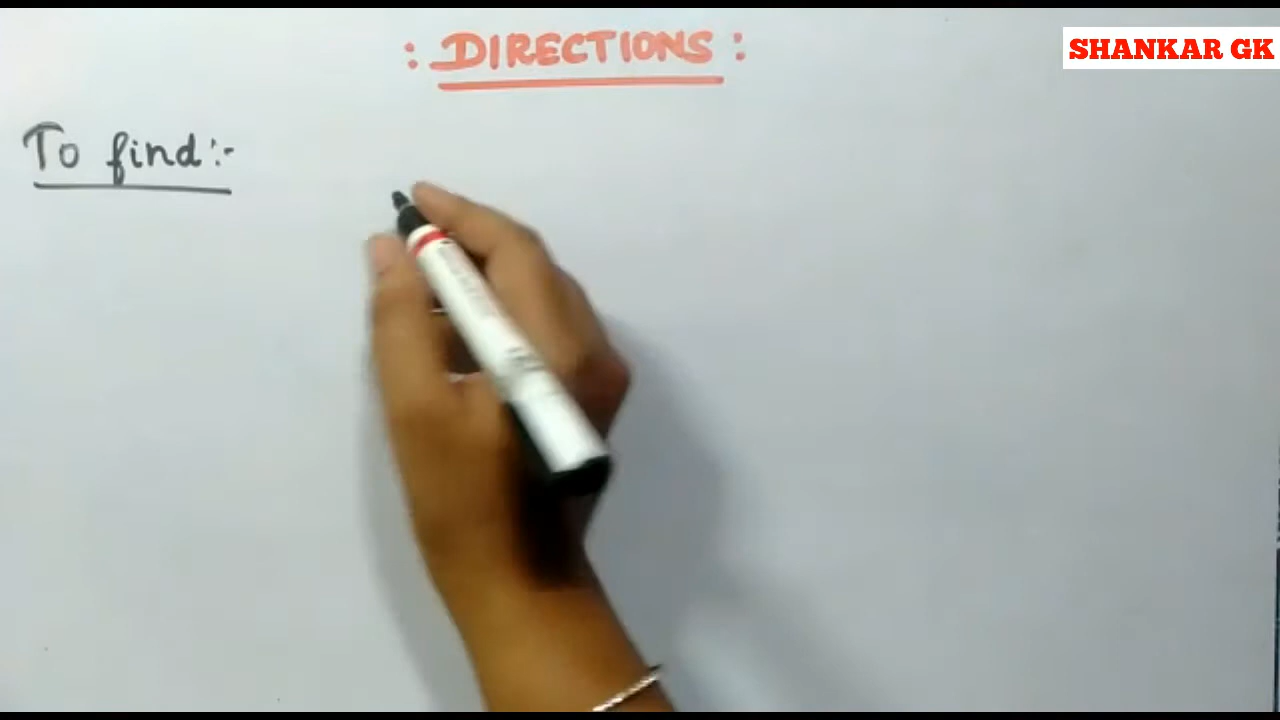 : DIRECTIONS :
SHANKAR GK
To find:-